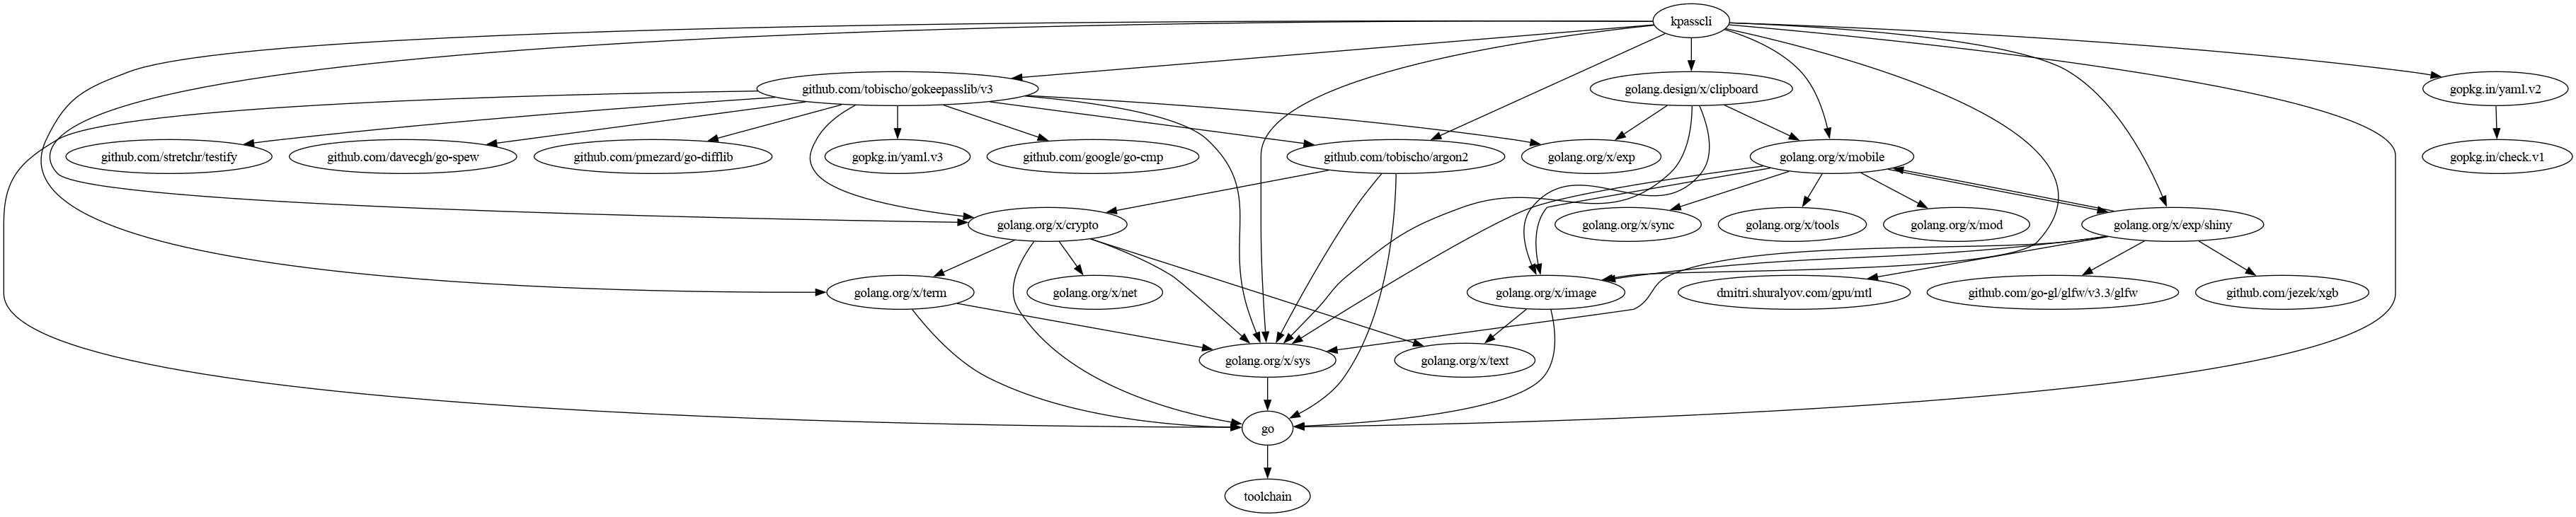 kpasscli
github.com/tobischo/gokeepasslib/v3
golang.design/x/clipboard
gopkg.in/yaml.v2
github.com/stretchr/testify
github.com/davecgh/go-spew
github.com/pmezard/go-difflib
gopkg.in/yaml.v3
github.com/google/go-cmp
github.com/tobischo/argon2
golang.org/x/exp
golang.org/x/mobile
gopkg.in/check.v1
golang.org/x/crypto
golang.org/x/sync
golang.org/x/tools
golang.org/x/mod
golang.org/x/exp/shiny
golang.org/x/term
golang.org/x/net
golang.org/x/image
dmitri.shuralyov.com/gpu/mtl
github.com/go-gl/glfw/v3.3/glfw
github.com/jezek/xgb
golang.org/x/sys
golang.org/x/text
go
toolchain